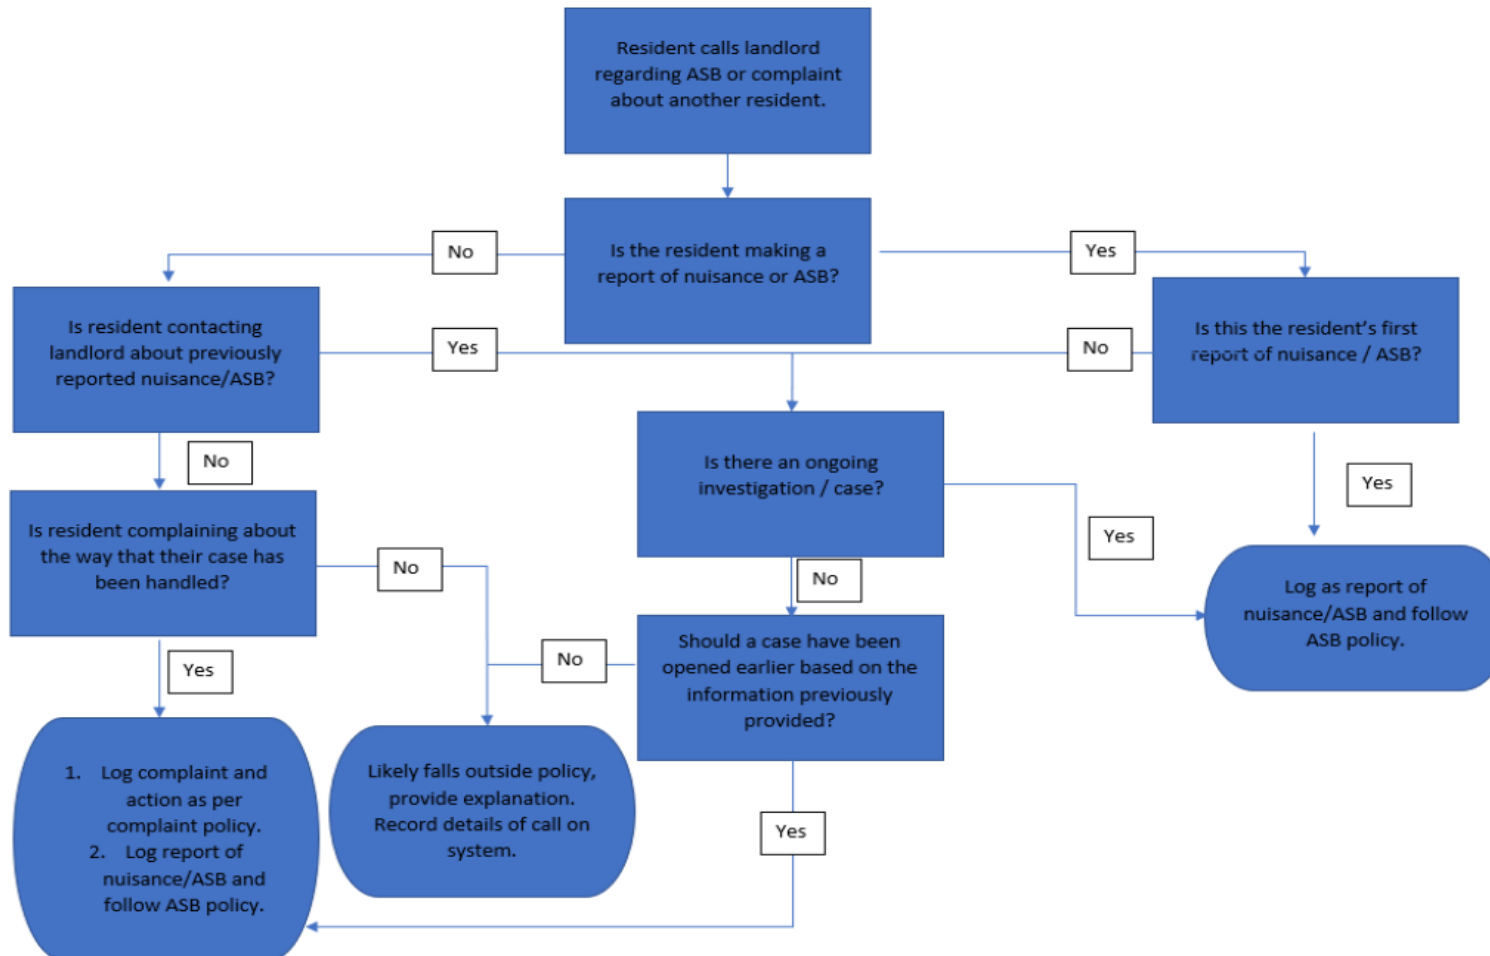 Resident calls landlord
regarding ASB or complaint
about another resident.
Is the resident making a
report of nuisance or ASB?
No
Yes
Is resident contacting
landlord about previously
reported nuisance/ASB?
Yes
No
Is this the resident's first
report of nuisance / ASB?
No
Is there an ongoing
investigation / case?
Yes
Is resident complaining about
the way that their case has
been handled?
No
No
Yes
Log as report of
nuisance/ASB and follow
ASB policy.
Yes
No
Should a case have been
opened earlier based on the
information previously
provided?
1. Log complaint and
action as per
complaint policy.
2. Log report of
nuisance/ASB and
follow ASB policy.
Likely falls outside policy,
provide explanation.
Record details of call on
system.
Yes